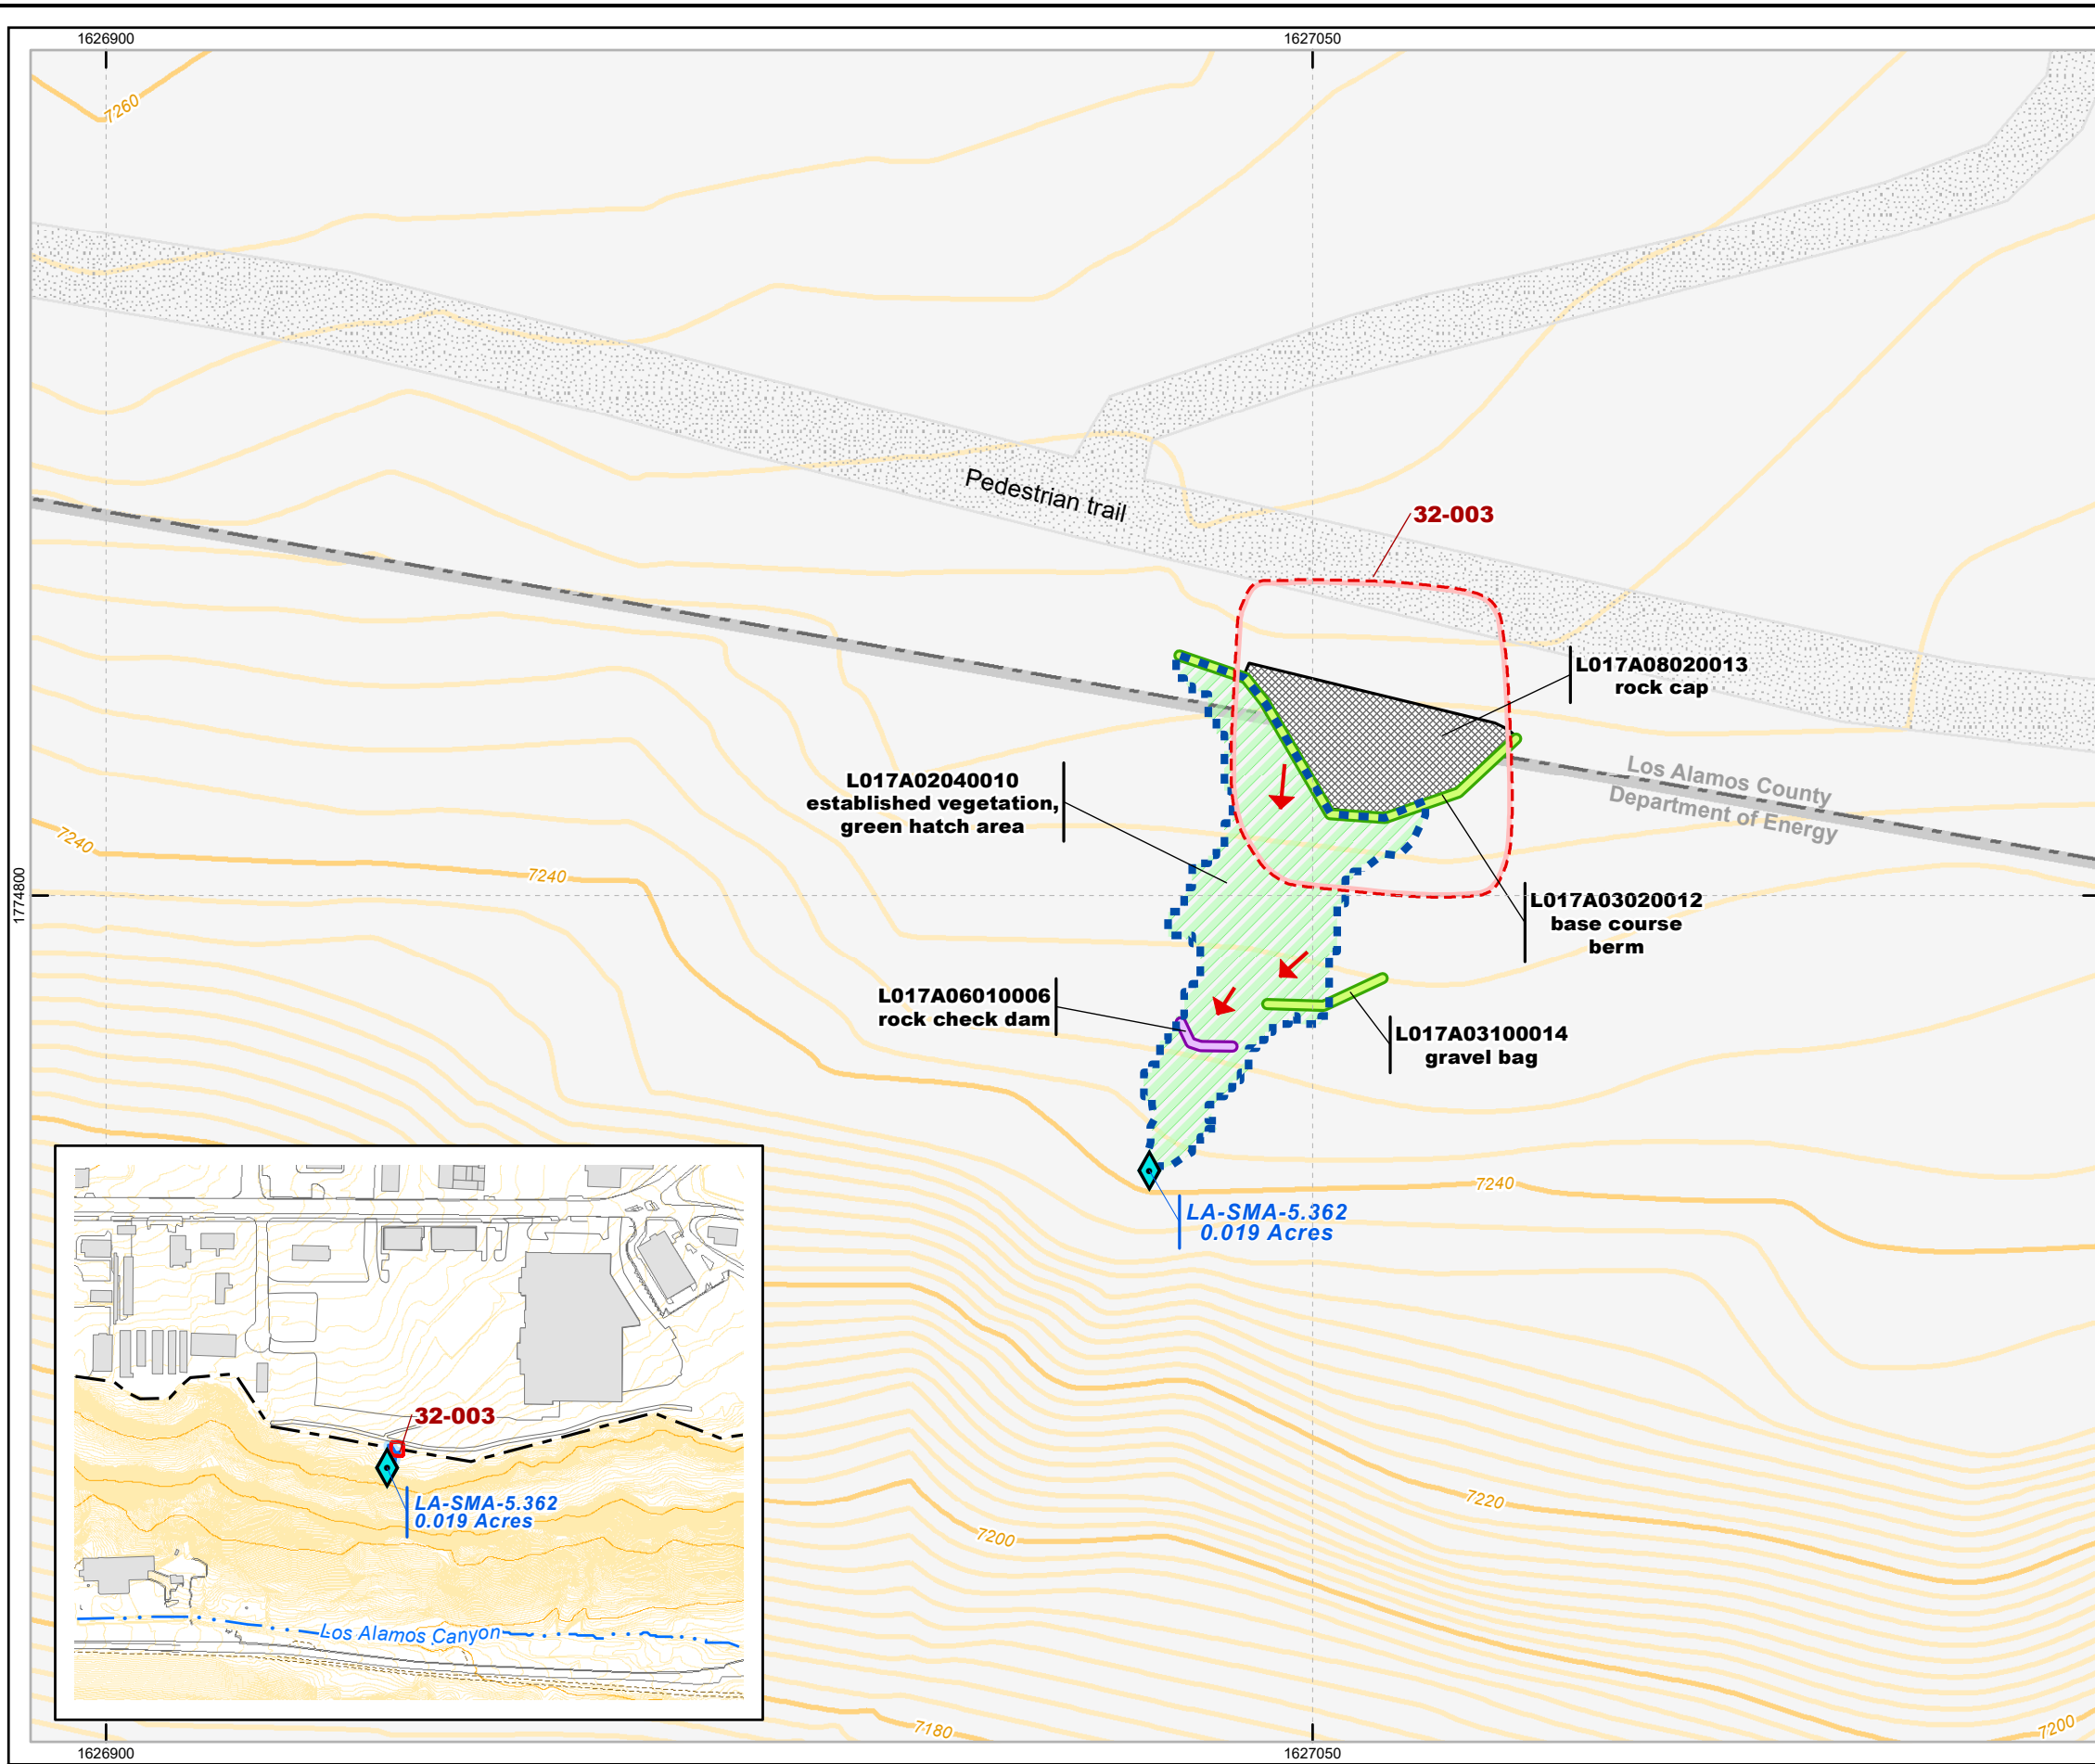 1626900
1627050
7260
Pedestrian trail
32-003
L017A08020013
rock cap
Los Alamos County
Department of Energy
L017A02040010
established vegetation,
green hatch area
7240
7240
1774800
L017A03020012
base course
berm
L017A06010006
rock check dam
L017A03100014
gravel bag
7240
LA-SMA-5.362
0.019 Acres
32-003
LA-SMA-5.362
0.019 Acres
Los Alamos Canyon
7220
7200
7180
7200
1626900
1627050